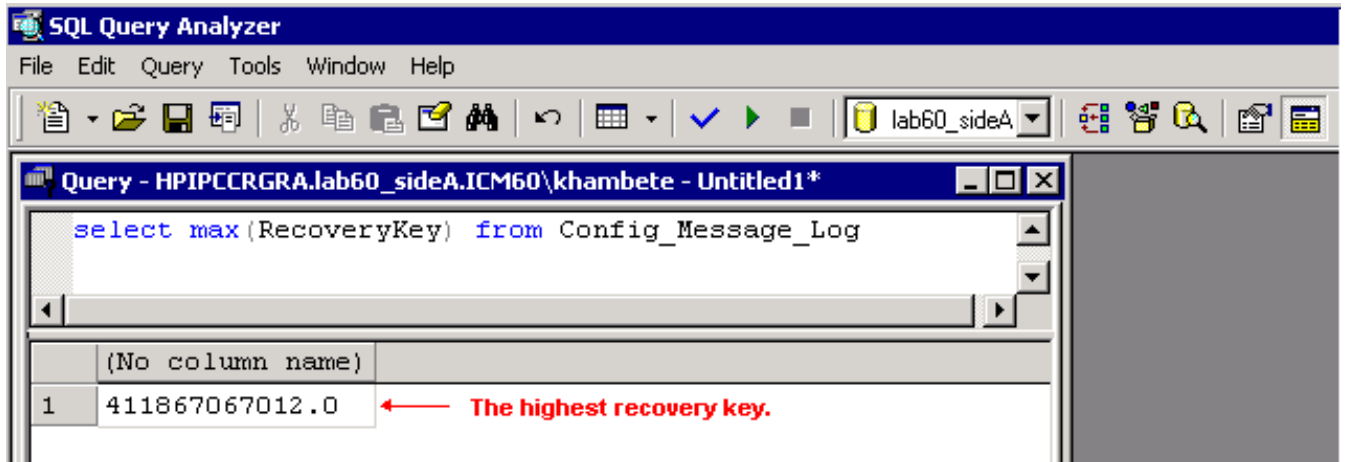 SQL Query Analyzer
File Edit Query Tools Window Help
lab60_sideA
Query - HPIPCCRGRA.lab60_sideA.ICM60\khambete - Untitled1*
select max(RecoveryKey) from Config_Message_Log
(No column name)
1 411867067012.0 The highest recovery key.